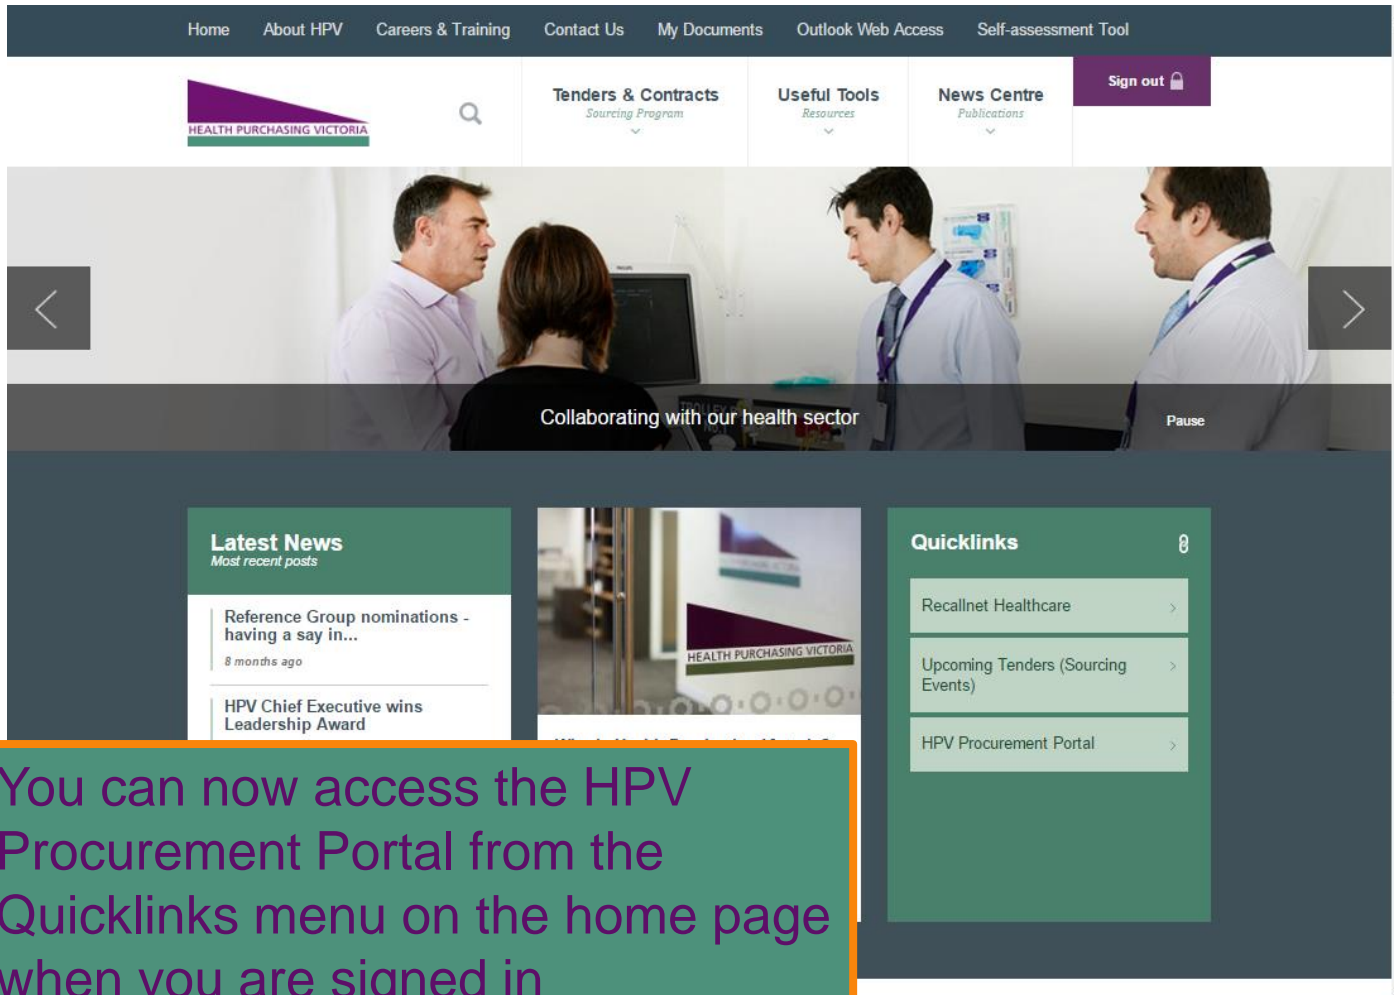 Home About HPV Careers & Training Contact Us My Documents Outlook Web Access Self-assessment Tool
HEALTH PURCHASING VICTORIA
Tenders & Contracts
Sourcing Program
Useful Tools
Resources
News Centre
Publications
Sign out
PHILIPS
TROLLEY
NO.1
Collaborating with our health sector
Pause
Latest News
Most recent posts
Reference Group nominations -
having a say in...
8 months ago
HPV Chief Executive wins
Leadership Award
HEALTH PURCHASING VICTORIA
Quicklinks
Recallnet Healthcare
Upcoming Tenders (Sourcing
Events)
HPV Procurement Portal
You can now access the HPV
Procurement Portal from the
Quicklinks menu on the home page
when you are signed in